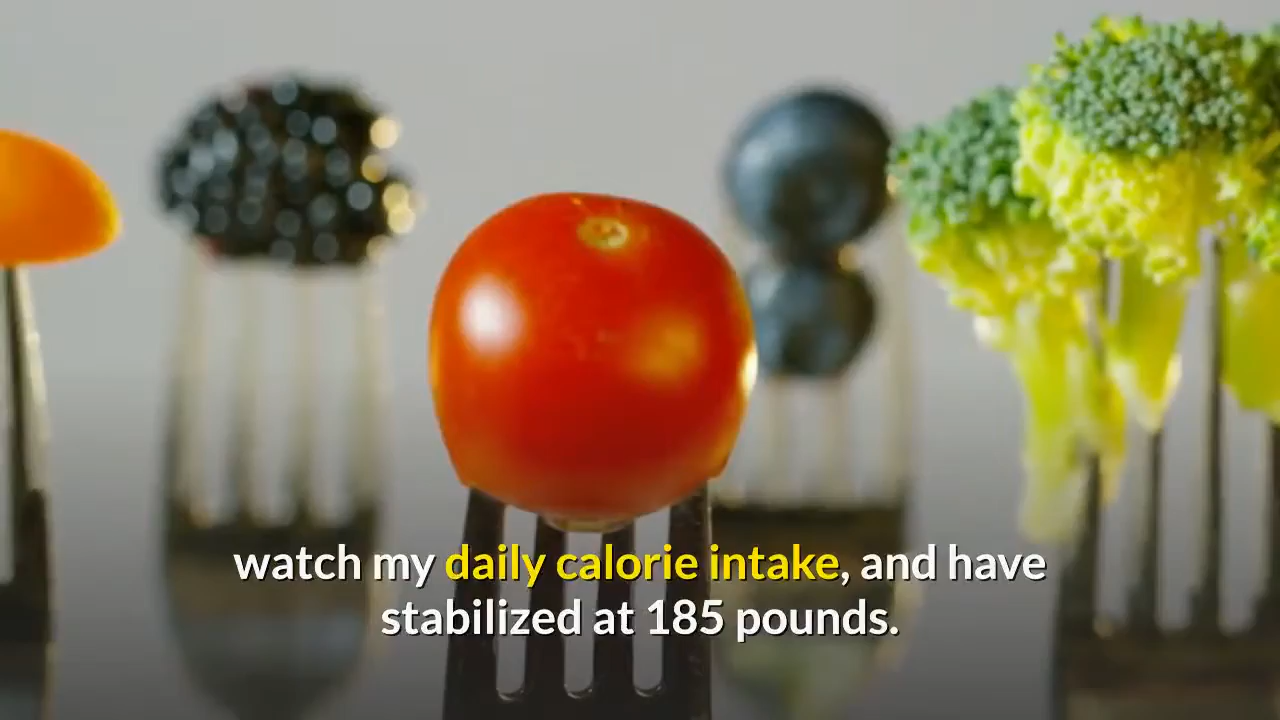 watch my daily calorie intake, and have
stabilized at 185 pounds.